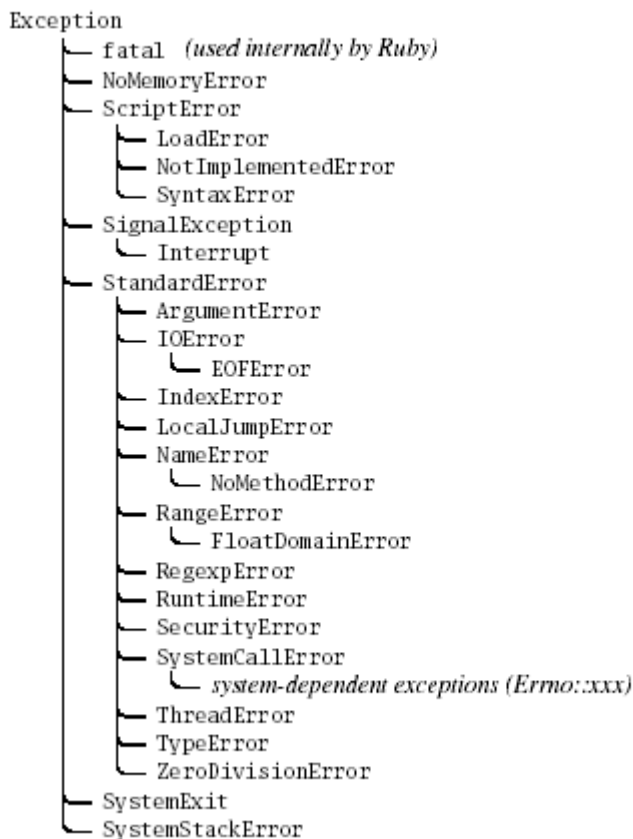 Exception
fatal (used internally by Ruby)
NoMemoryError
ScriptError
LoadError
NotImplementedError
SyntaxError
SignalException
Interrupt
StandardError
ArgumentError
IOError
EOFError
IndexError
LocalJumpError
NameError
NoMethodError
RangeError
FloatDomainError
RegexpError
RuntimeError
SecurityError
SystemCallError
system-dependent exceptions (Errno::xxx)
ThreadError
TypeError
ZeroDivisionError
SystemExit
SystemStackError